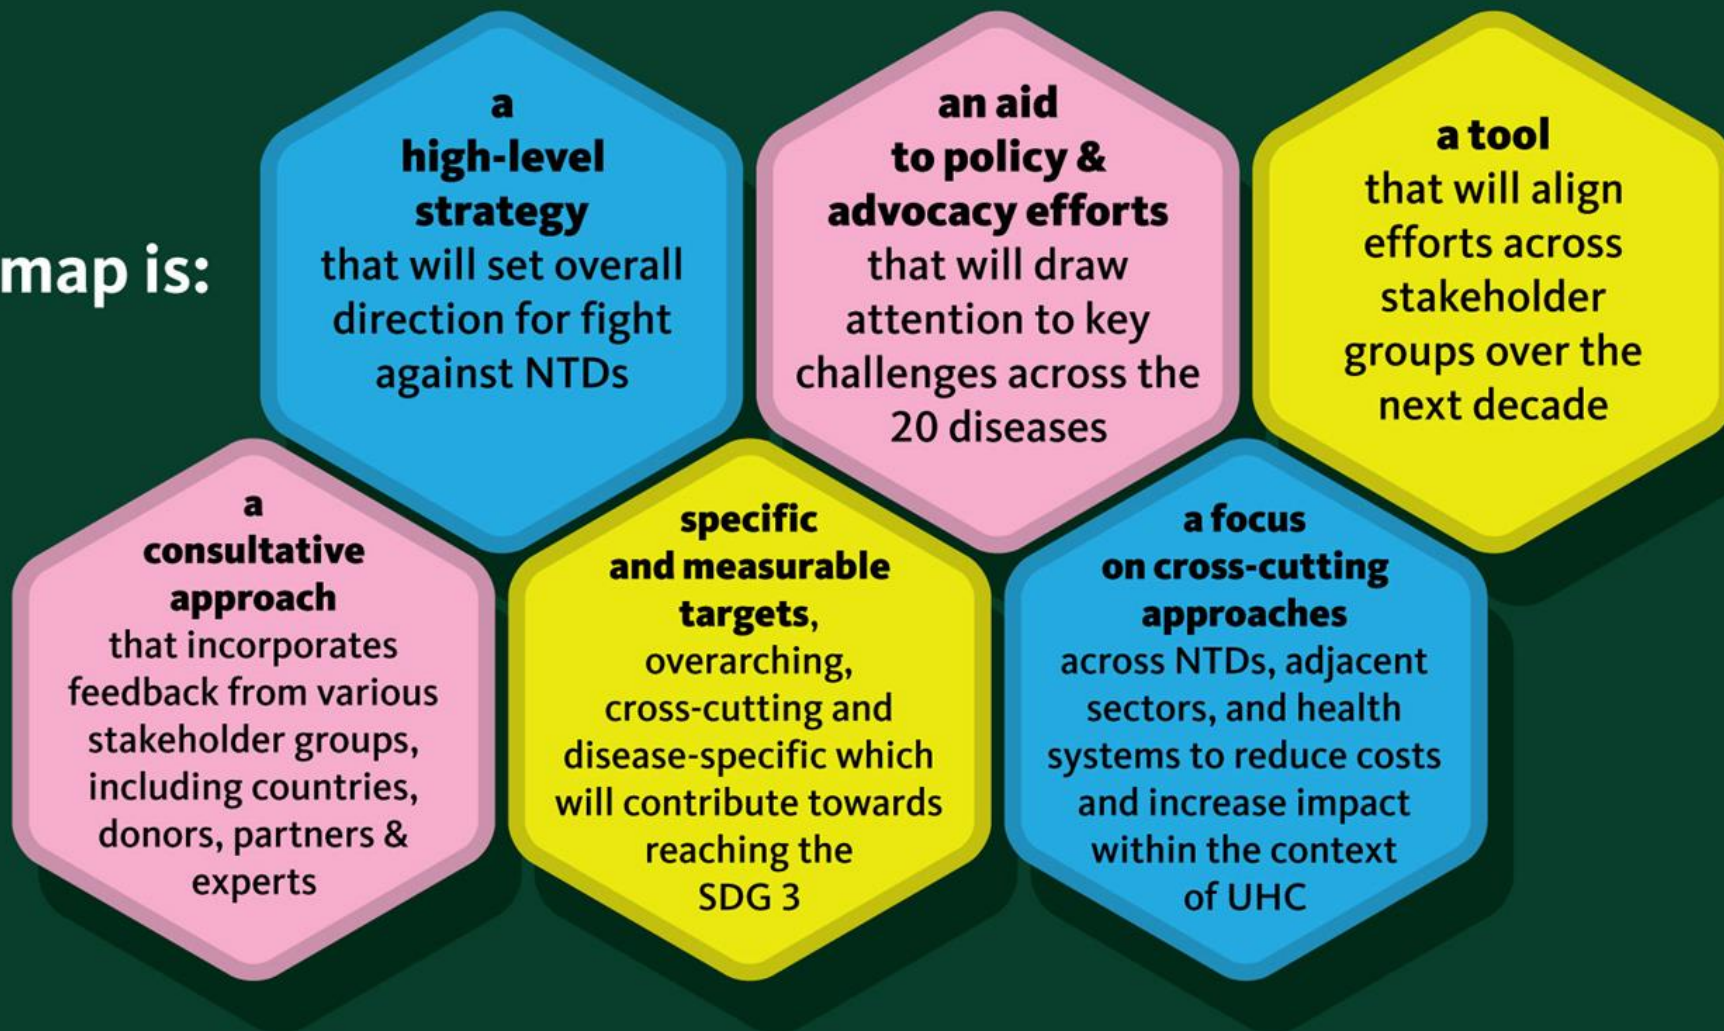 map is:
a
high-level
strategy
that will set overall
direction for fight
against NTDs
an aid
to policy &
advocacy efforts
that will draw
attention to key
challenges across the
20 diseases
a tool
that will align
efforts across
stakeholder
groups over the
next decade
a
consultative
approach
that incorporates
feedback from various
stakeholder groups,
including countries,
donors, partners &
experts
specific
and measurable
targets,
overarching,
cross-cutting and
disease-specific which
will contribute towards
reaching the
SDG 3
a focus
on cross-cutting
approaches
across NTDs, adjacent
sectors, and health
systems to reduce costs
and increase impact
within the context
of UHC